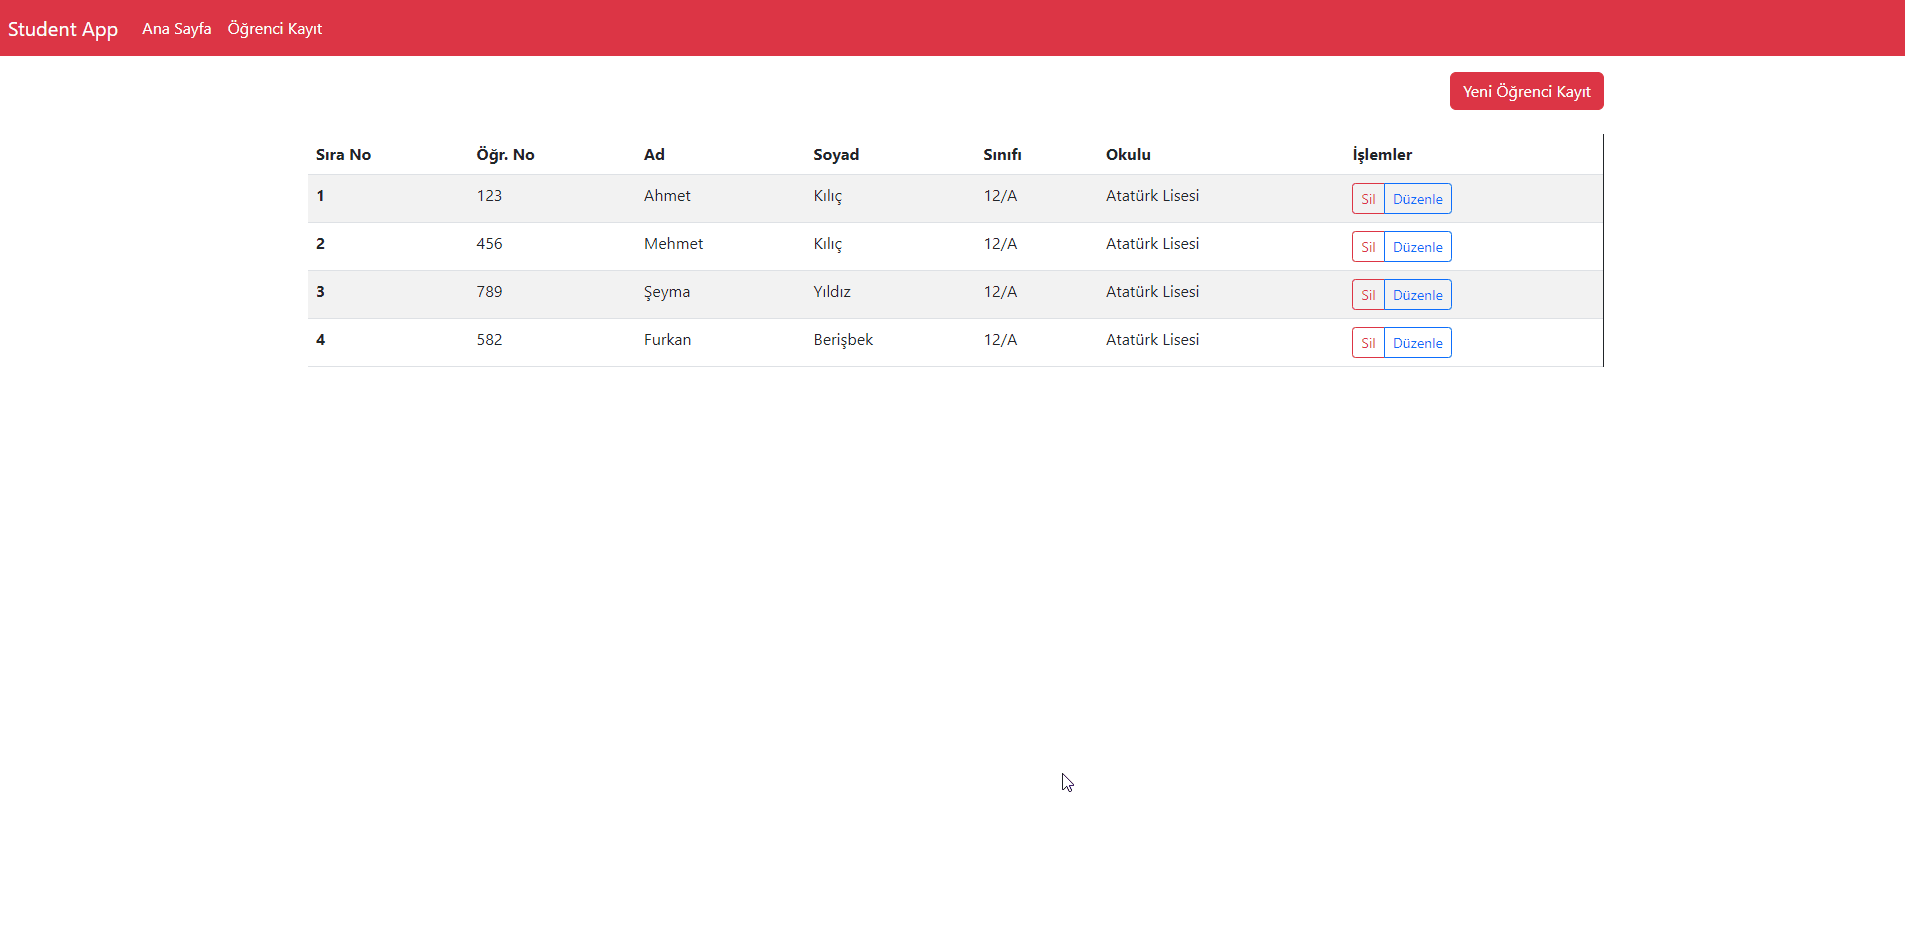 Student App Ana Sayfa Öğrenci Kayıt
Yeni Öğrenci Kayıt
Sıra No Öğr. No Ad Soyad Sınıfı Okulu İşlemler
1 123 Ahmet Kılıç 12/A Atatürk Lisesi Sil Düzenle
2 456 Mehmet Kılıç 12/A Atatürk Lisesi Sil Düzenle
3 789 Şeyma Yıldız 12/A Atatürk Lisesi Sil Düzenle
4 582 Furkan Berişbek 12/A Atatürk Lisesi Sil Düzenle